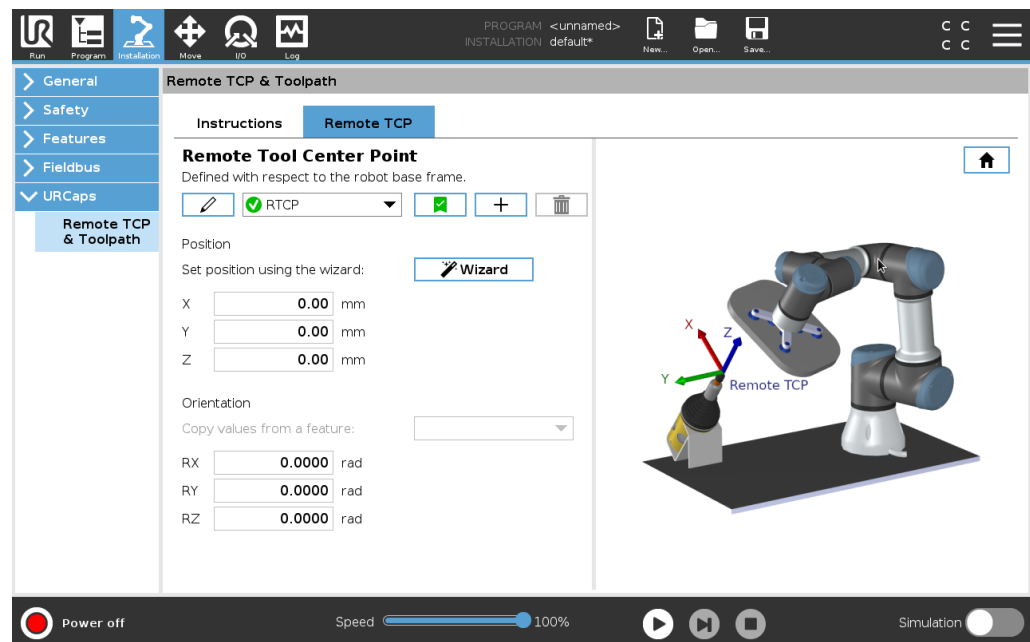 UR
PROGRAM <unnamed>
INSTALLATION default*
C C
C C
Run Program Installation Move I/O Log New... Open... Save...
General
Safety
Features
Fieldbus
URCaps
Remote TCP
& Toolpath
Remote TCP & Toolpath
Instructions Remote TCP
Remote Tool Center Point
Defined with respect to the robot base frame.
RTCP
Position
Set position using the wizard: Wizard
X 0.00 mm
Y 0.00 mm
Z 0.00 mm
Orientation
Copy values from a feature:
RX 0.0000 rad
RY 0.0000 rad
RZ 0.0000 rad
X
Z
Y
Remote TCP
Power off Speed 100% Simulation